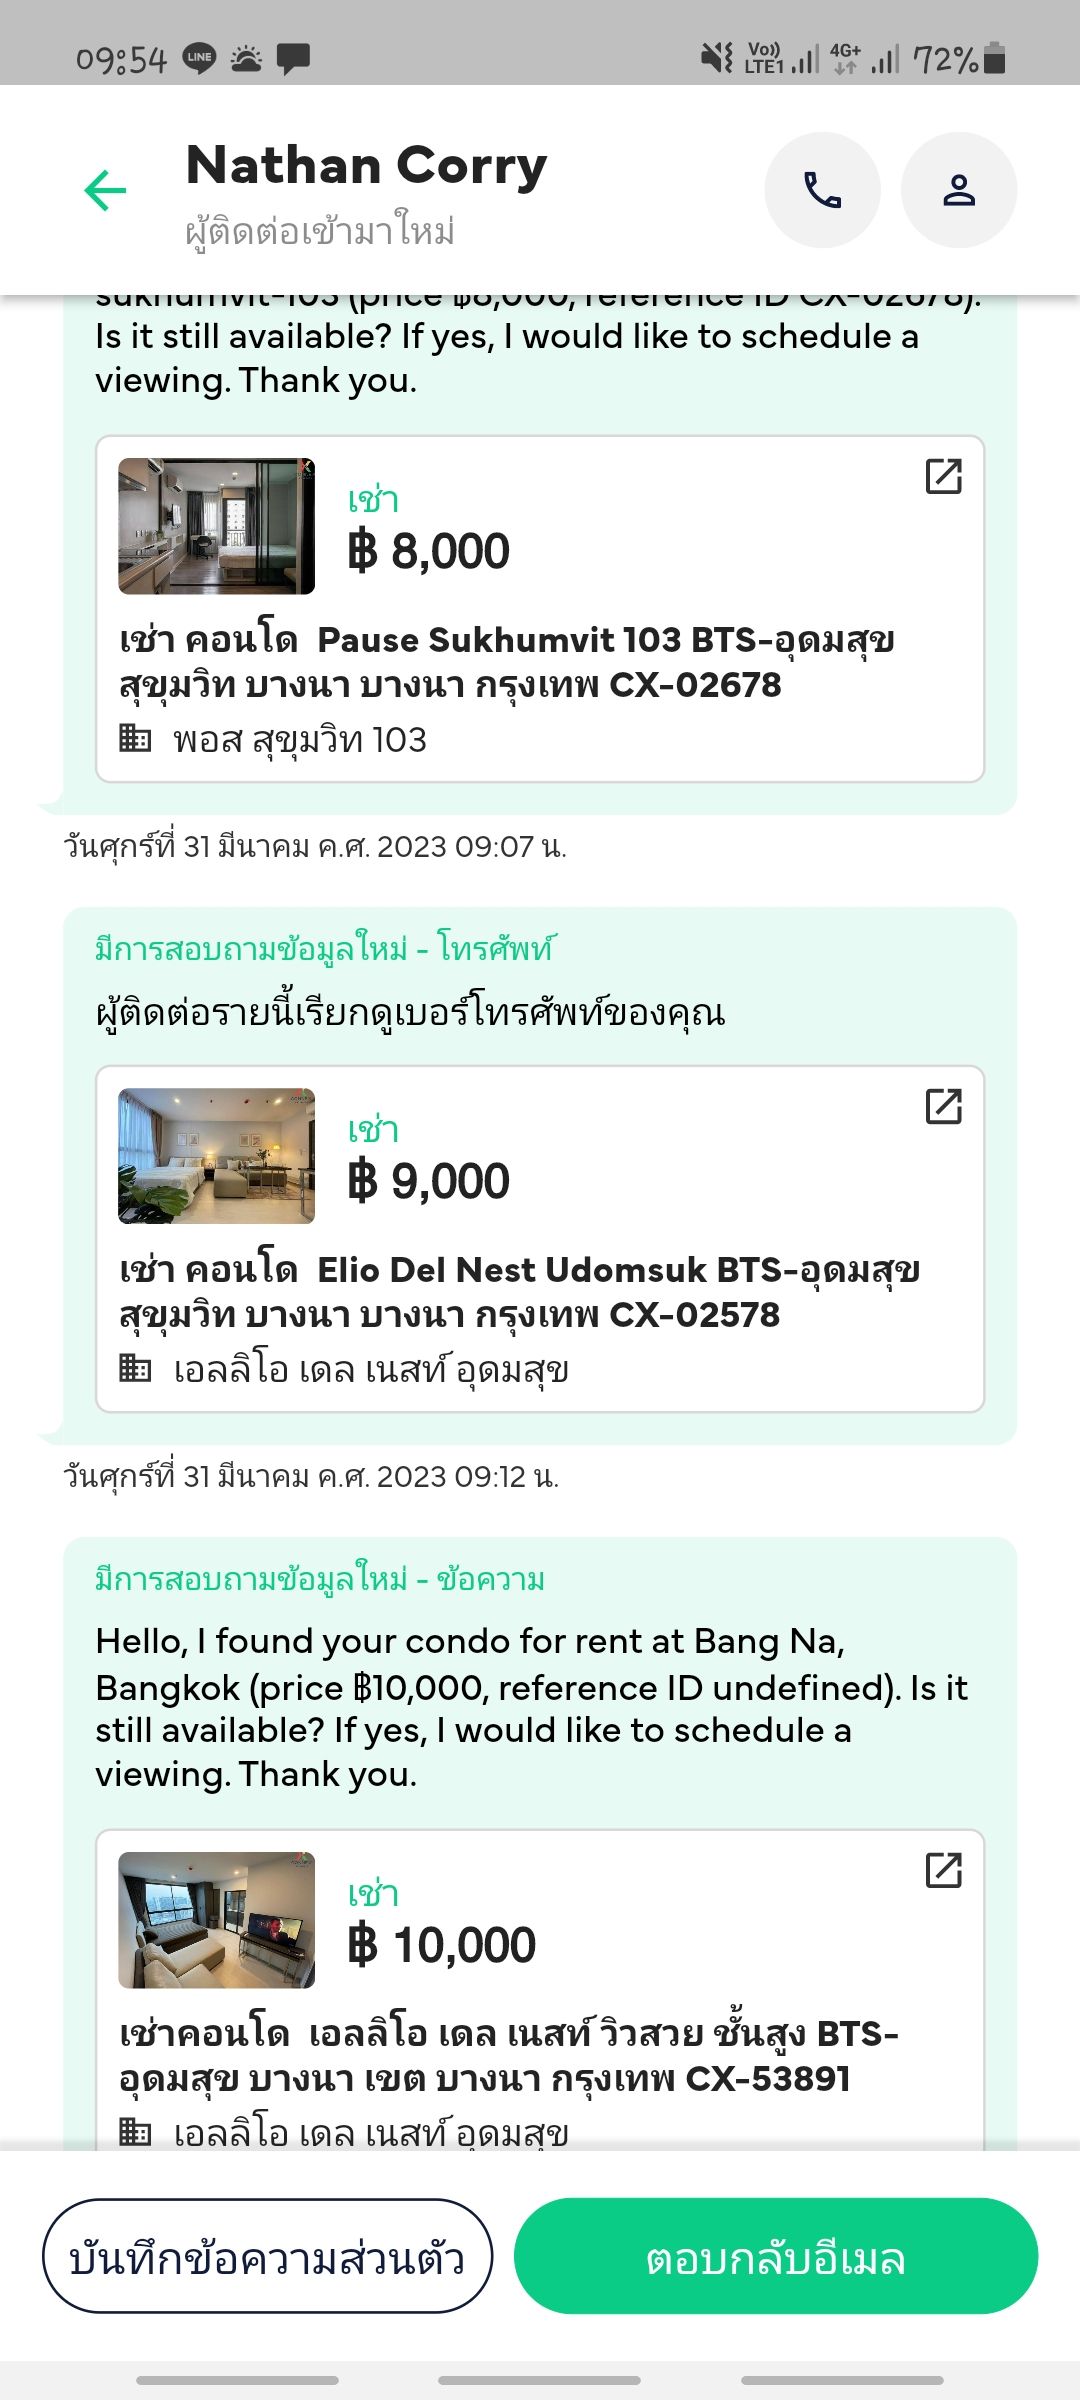 09:54 LINE Vo)) LTE1 4G+ 72%
Nathan Corry
ผู้ติดต่อเข้ามาใหม่
sukhumvit-103 (price ฿8,000, reference ID CX-02678).
Is it still available? If yes, I would like to schedule a
viewing. Thank you.
เช่า
฿ 8,000
เช่า คอนโด Pause Sukhumvit 103 BTS-อุดมสุข
สุขุมวิท บางนา บางนา กรุงเทพ CX-02678
พอส สุขุมวิท 103
วันศุกร์ที่ 31 มีนาคม ค.ศ. 2023 09:07 น.
มีการสอบถามข้อมูลใหม่ - โทรศัพท์
ผู้ติดต่อรายนี้เรียกดูเบอร์โทรศัพท์ของคุณ
เช่า
฿ 9,000
เช่า คอนโด Elio Del Nest Udomsuk BTS-อุดมสุข
สุขุมวิท บางนา บางนา กรุงเทพ CX-02578
เอลลิโอ เดล เนสท์ อุดมสุข
วันศุกร์ที่ 31 มีนาคม ค.ศ. 2023 09:12 น.
มีการสอบถามข้อมูลใหม่ - ข้อความ
Hello, I found your condo for rent at Bang Na,
Bangkok (price ฿10,000, reference ID undefined). Is it
still available? If yes, I would like to schedule a
viewing. Thank you.
เช่า
฿ 10,000
เช่าคอนโด เอลลิโอ เดล เนสท์ วิวสวย ชั้นสูง BTS-
อุดมสุข บางนา เขต บางนา กรุงเทพ CX-53891
เอลลิโอ เดล เนสท์ อุดมสุข
บันทึกข้อความส่วนตัว
ตอบกลับอีเมล